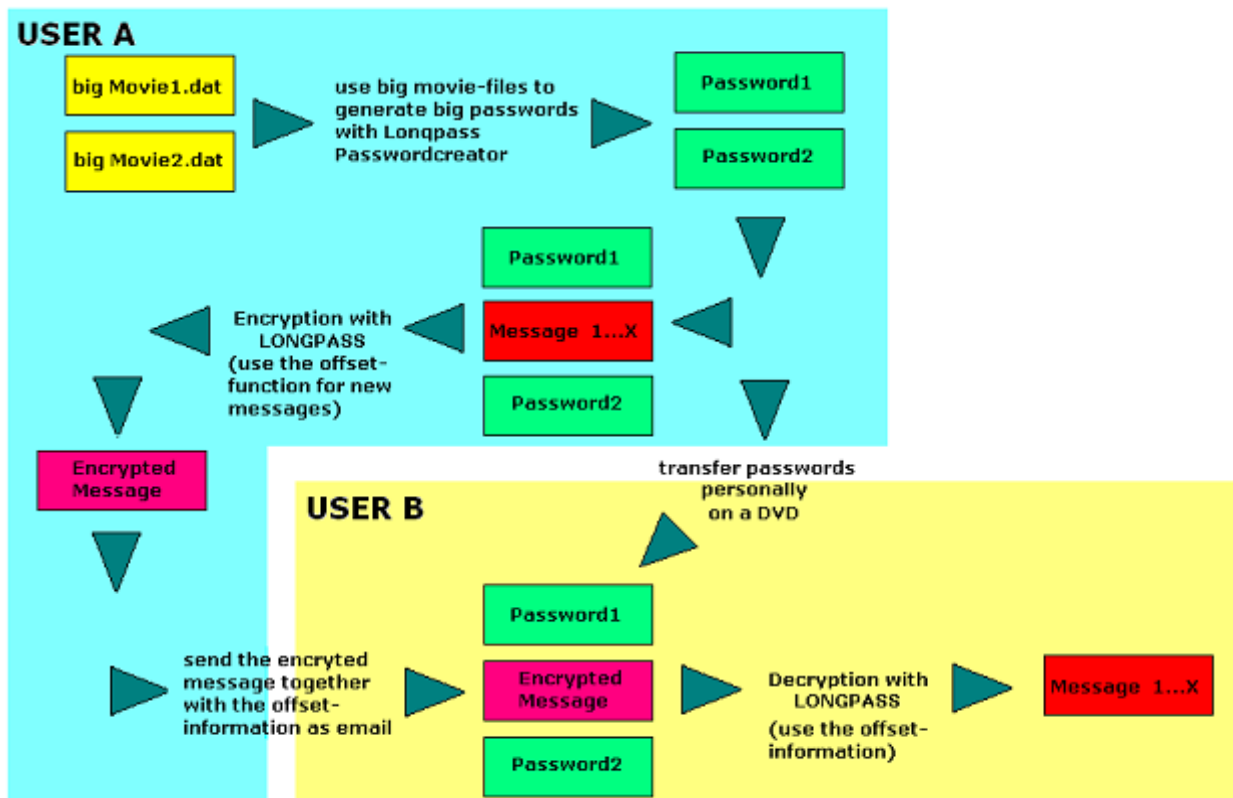 USER A
big Movie1.dat
big Movie2.dat
use big movie-files to
generate big passwords
with Longpass
Passwordcreator
Password1
Password2
Password1
Message 1...X
Password2
Encryption with
LONGPASS
(use the offset-
function for new
messages)
Encrypted
Message
transfer passwords
personally
on a DVD
USER B
send the encryted
message together
with the offset-
information as email
Password1
Encrypted
Message
Password2
Decryption with
LONGPASS
(use the offset-
information)
Message 1...X